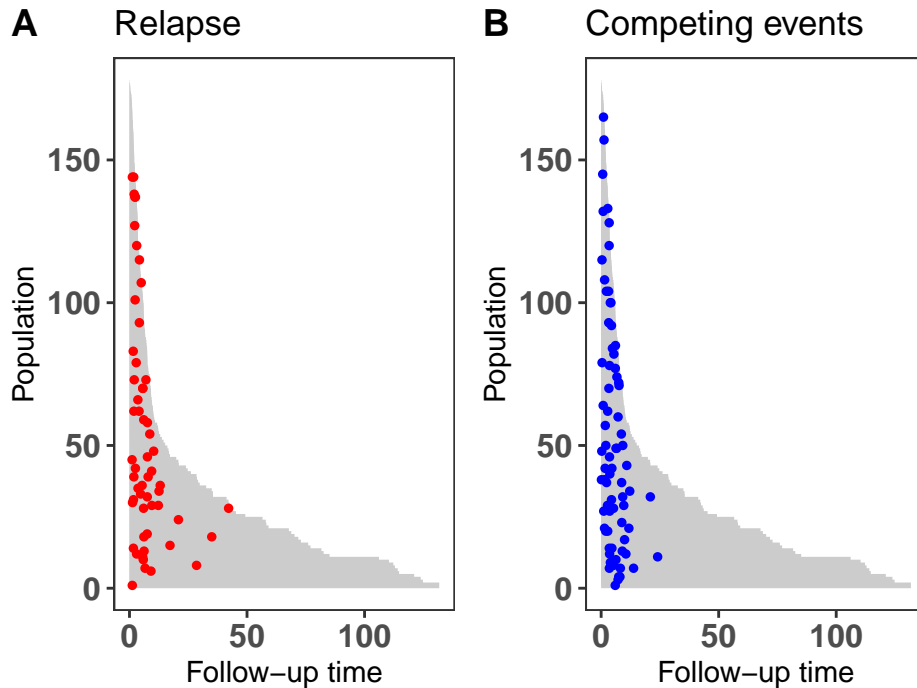 A Relapse
150
100
50
0
Population
0 50 100
Follow−up time
B Competing events
150
100
50
0
Population
0 50 100
Follow−up time